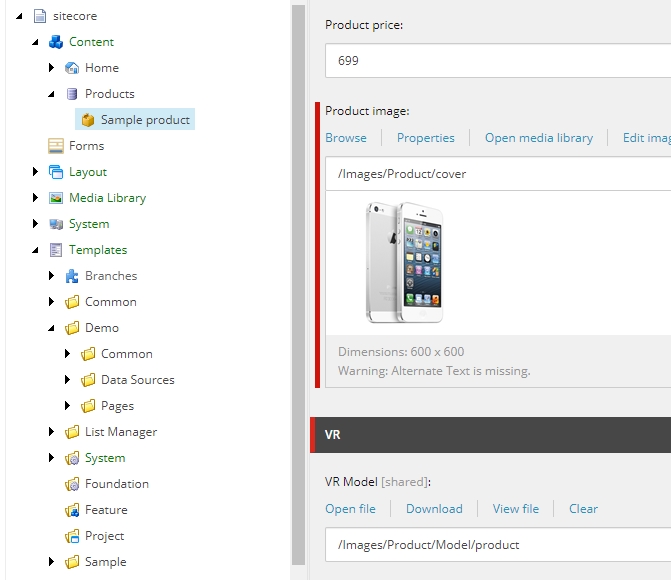 sitecore
Content
Home
Products
Sample product
Forms
Layout
Media Library
System
Templates
Branches
Common
Demo
Common
Data Sources
Pages
List Manager
System
Foundation
Feature
Project
Sample
Product price:
699
Product image:
Browse Properties Open media library Edit imag
/Images/Product/cover
Dimensions: 600 x 600
Warning: Alternate Text is missing.
VR
VR Model [shared]:
Open file Download View file Clear
/Images/Product/Model/product